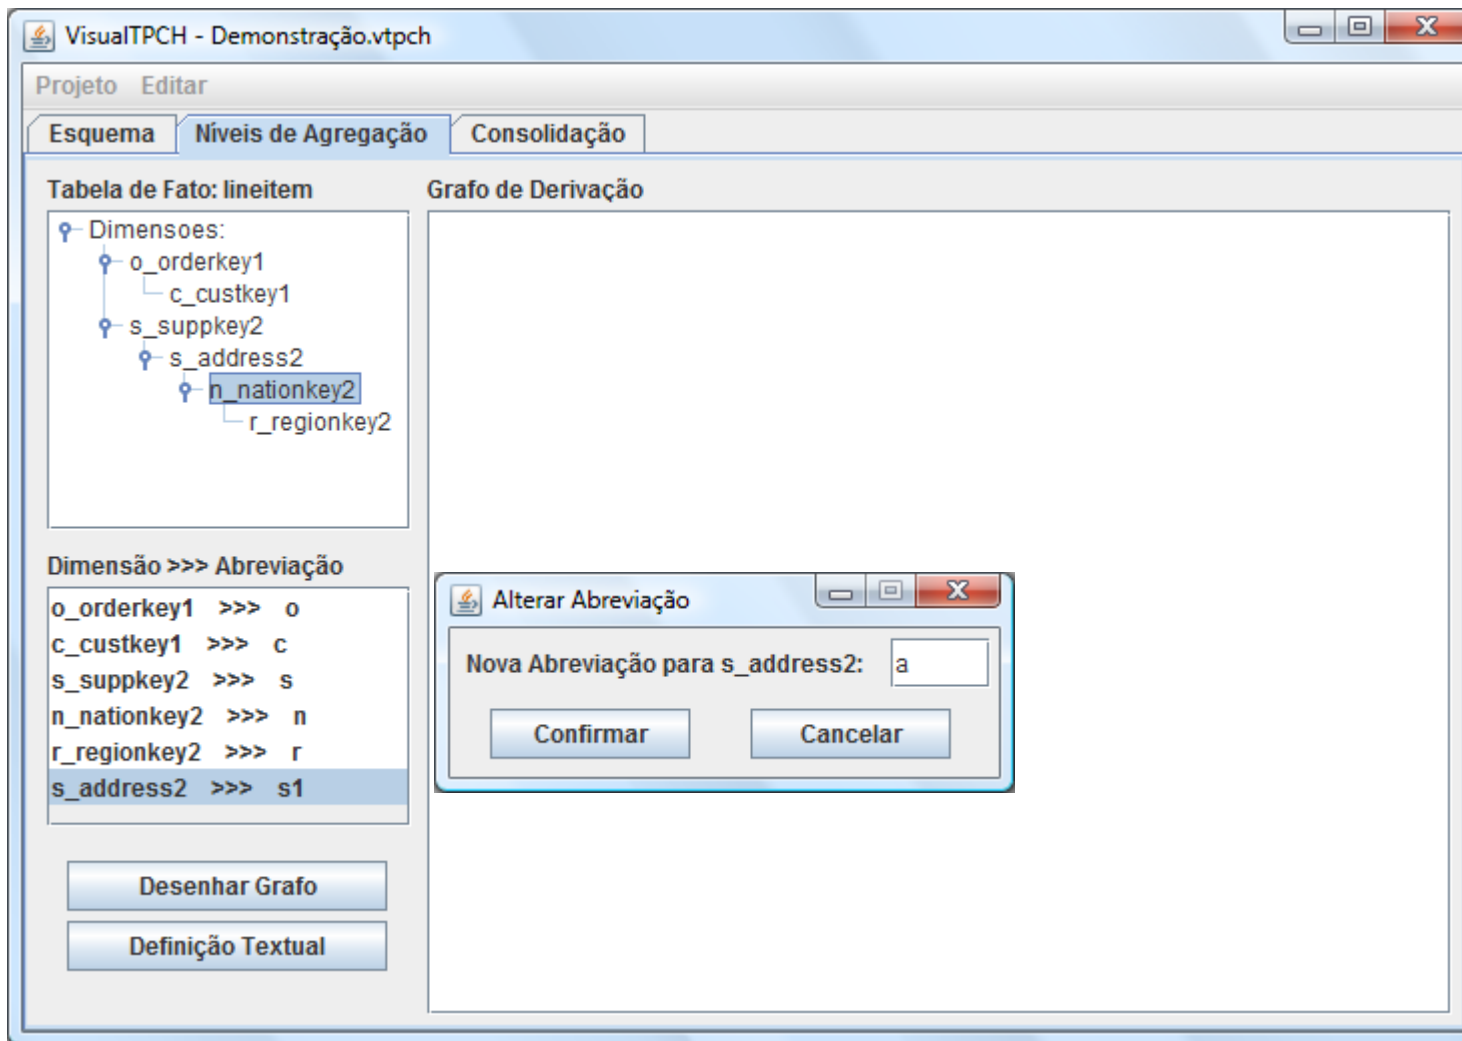 VisualTPCH - Demonstração.vtpch
Projeto Editar
Esquema Níveis de Agregação Consolidação
Tabela de Fato: lineitem
Grafo de Derivação
Dimensoes:
o_orderkey1
c_custkey1
s_suppkey2
s_address2
n_nationkey2
r_regionkey2
Dimensão >>> Abreviação
o_orderkey1 >>> o
c_custkey1 >>> c
s_suppkey2 >>> s
n_nationkey2 >>> n
r_regionkey2 >>> r
s_address2 >>> s1
Desenhar Grafo
Definição Textual
Alterar Abreviação
Nova Abreviação para s_address2: a
Confirmar Cancelar